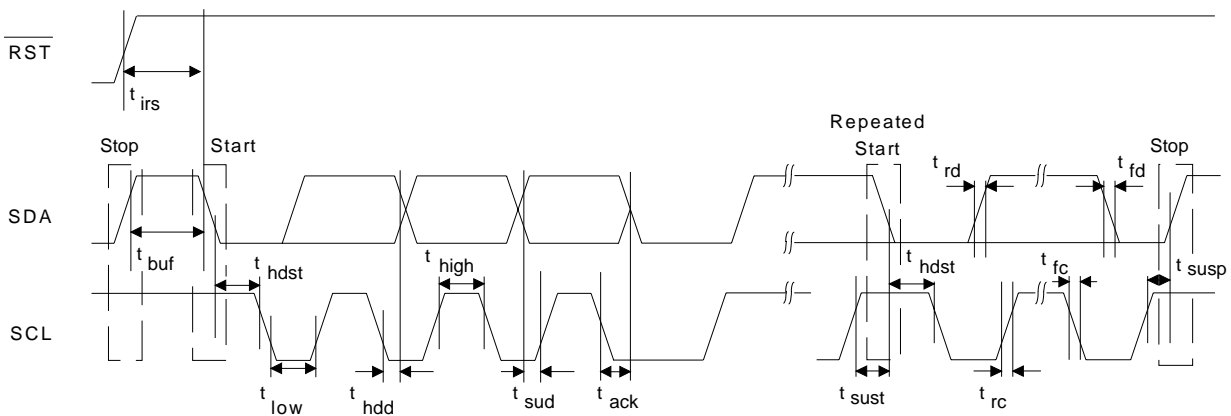 RST
t irs
Repeated
Stop
Start
Start
Stop
t rd
t fd
SDA
t buf
t hdst
t high
t hdst
t fc
t susp
SCL
t low
t hdd
t sud
t ack
t sust
t rc